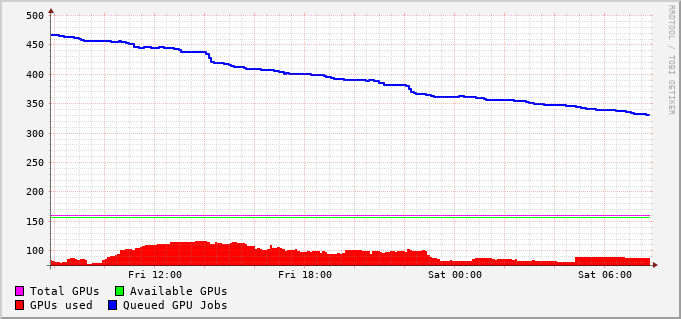 500
450
400
350
300
250
200
150
100
Fri 12:00 Fri 18:00 Sat 00:00 Sat 06:00
Total GPUs Available GPUs
GPUs used Queued GPU Jobs
RRDTOOL / TOBI OETIKER